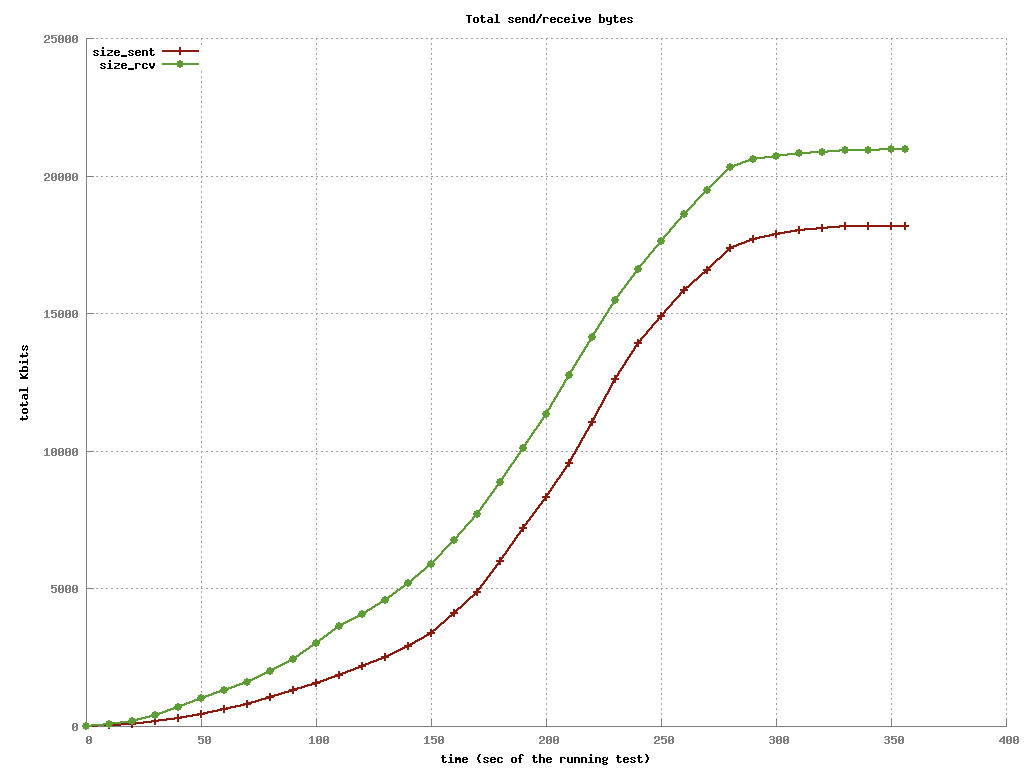 Total send/receive bytes
25000
size_sent
size_rcv
20000
15000
total Kbits
10000
5000
0
0 50 100 150 200 250 300 350 400
time (sec of the running test)